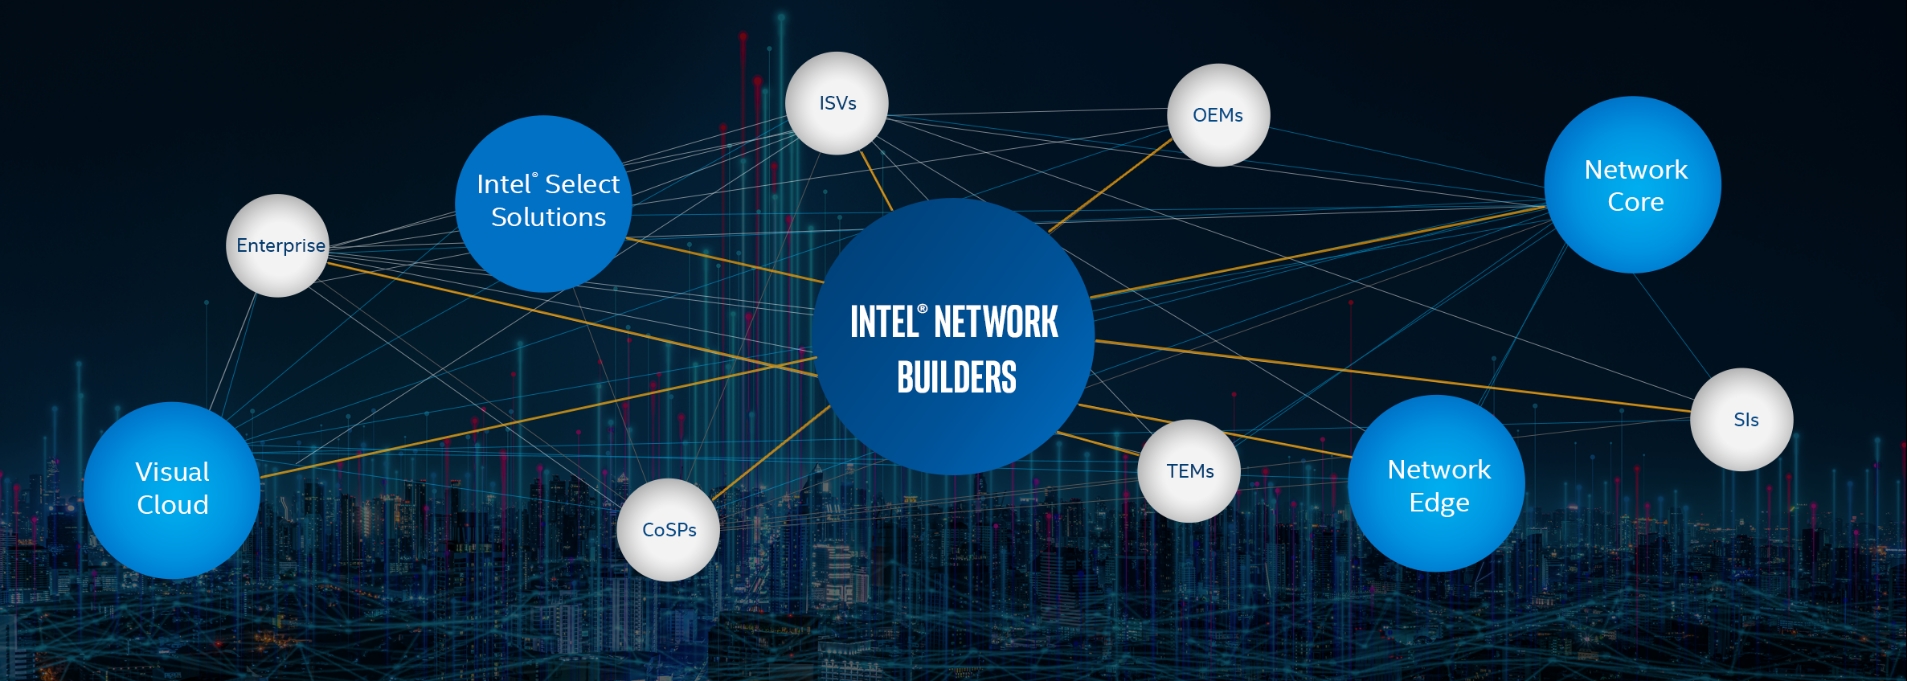 ISVs
OEMs
Network
Core
Intel® Select
Solutions
Enterprise
INTEL® NETWORK
BUILDERS
SIs
Visual
Cloud
TEMs
Network
Edge
CoSPs